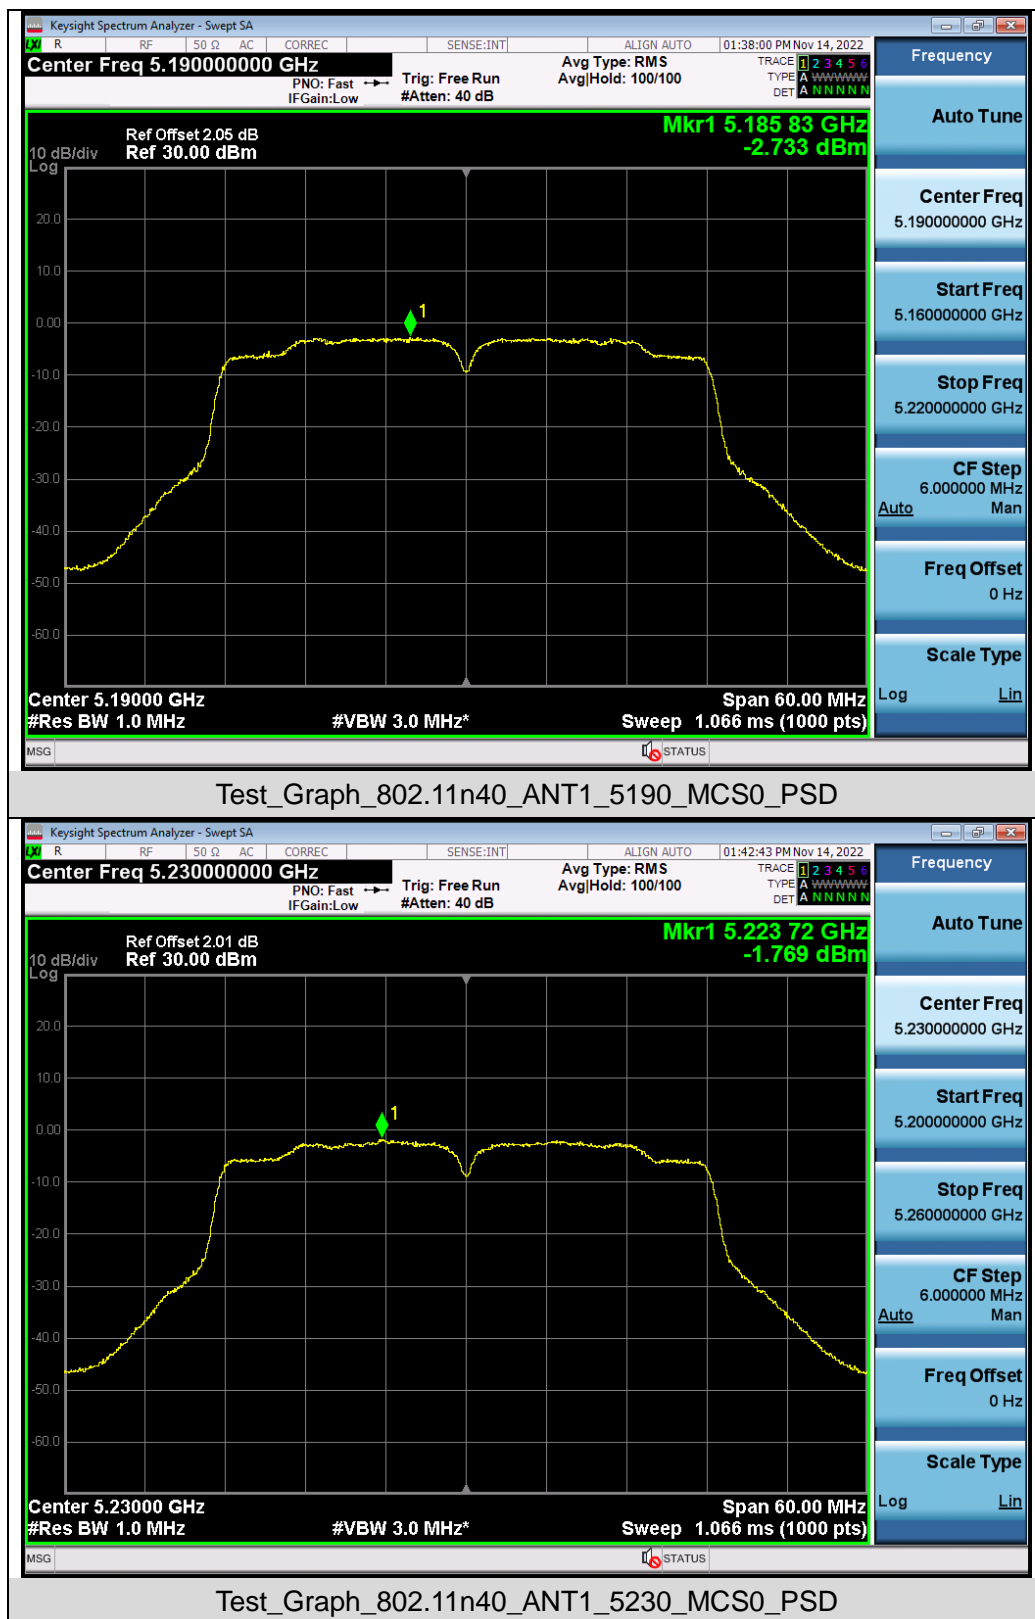 Keysight Spectrum Analyzer - Swept SA
LXI R RF 50 Ω AC CORREC SENSE:INT ALIGN AUTO 01:38:00 PM Nov 14, 2022
Center Freq 5.190000000 GHz
PNO: Fast
IFGain:Low
Trig: Free Run
#Atten: 40 dB
Avg Type: RMS
Avg|Hold: 100/100
TRACE 1 2 3 4 5 6
TYPE A WWWWW
DET A N N N N N
Frequency
Auto Tune
Center Freq
5.190000000 GHz
Start Freq
5.160000000 GHz
Stop Freq
5.220000000 GHz
CF Step
6.000000 MHz
Auto Man
Freq Offset
0 Hz
Scale Type
Log Lin
Mkr1 5.185 83 GHz
-2.733 dBm
Ref Offset 2.05 dB
10 dB/div Ref 30.00 dBm
Log
20.0
10.0
0.00
1
-10.0
-20.0
-30.0
-40.0
-50.0
-60.0
Center 5.19000 GHz Span 60.00 MHz
#Res BW 1.0 MHz #VBW 3.0 MHz* Sweep 1.066 ms (1000 pts)
MSG STATUS
Test_Graph_802.11n40_ANT1_5190_MCS0_PSD
Keysight Spectrum Analyzer - Swept SA
LXI R RF 50 Ω AC CORREC SENSE:INT ALIGN AUTO 01:42:43 PM Nov 14, 2022
Center Freq 5.230000000 GHz
PNO: Fast
IFGain:Low
Trig: Free Run
#Atten: 40 dB
Avg Type: RMS
Avg|Hold: 100/100
TRACE 1 2 3 4 5 6
TYPE A WWWWW
DET A N N N N N
Frequency
Auto Tune
Center Freq
5.230000000 GHz
Start Freq
5.200000000 GHz
Stop Freq
5.260000000 GHz
CF Step
6.000000 MHz
Auto Man
Freq Offset
0 Hz
Scale Type
Log Lin
Mkr1 5.223 72 GHz
-1.769 dBm
Ref Offset 2.01 dB
10 dB/div Ref 30.00 dBm
Log
20.0
10.0
0.00
1
-10.0
-20.0
-30.0
-40.0
-50.0
-60.0
Center 5.23000 GHz Span 60.00 MHz
#Res BW 1.0 MHz #VBW 3.0 MHz* Sweep 1.066 ms (1000 pts)
MSG STATUS
Test_Graph_802.11n40_ANT1_5230_MCS0_PSD